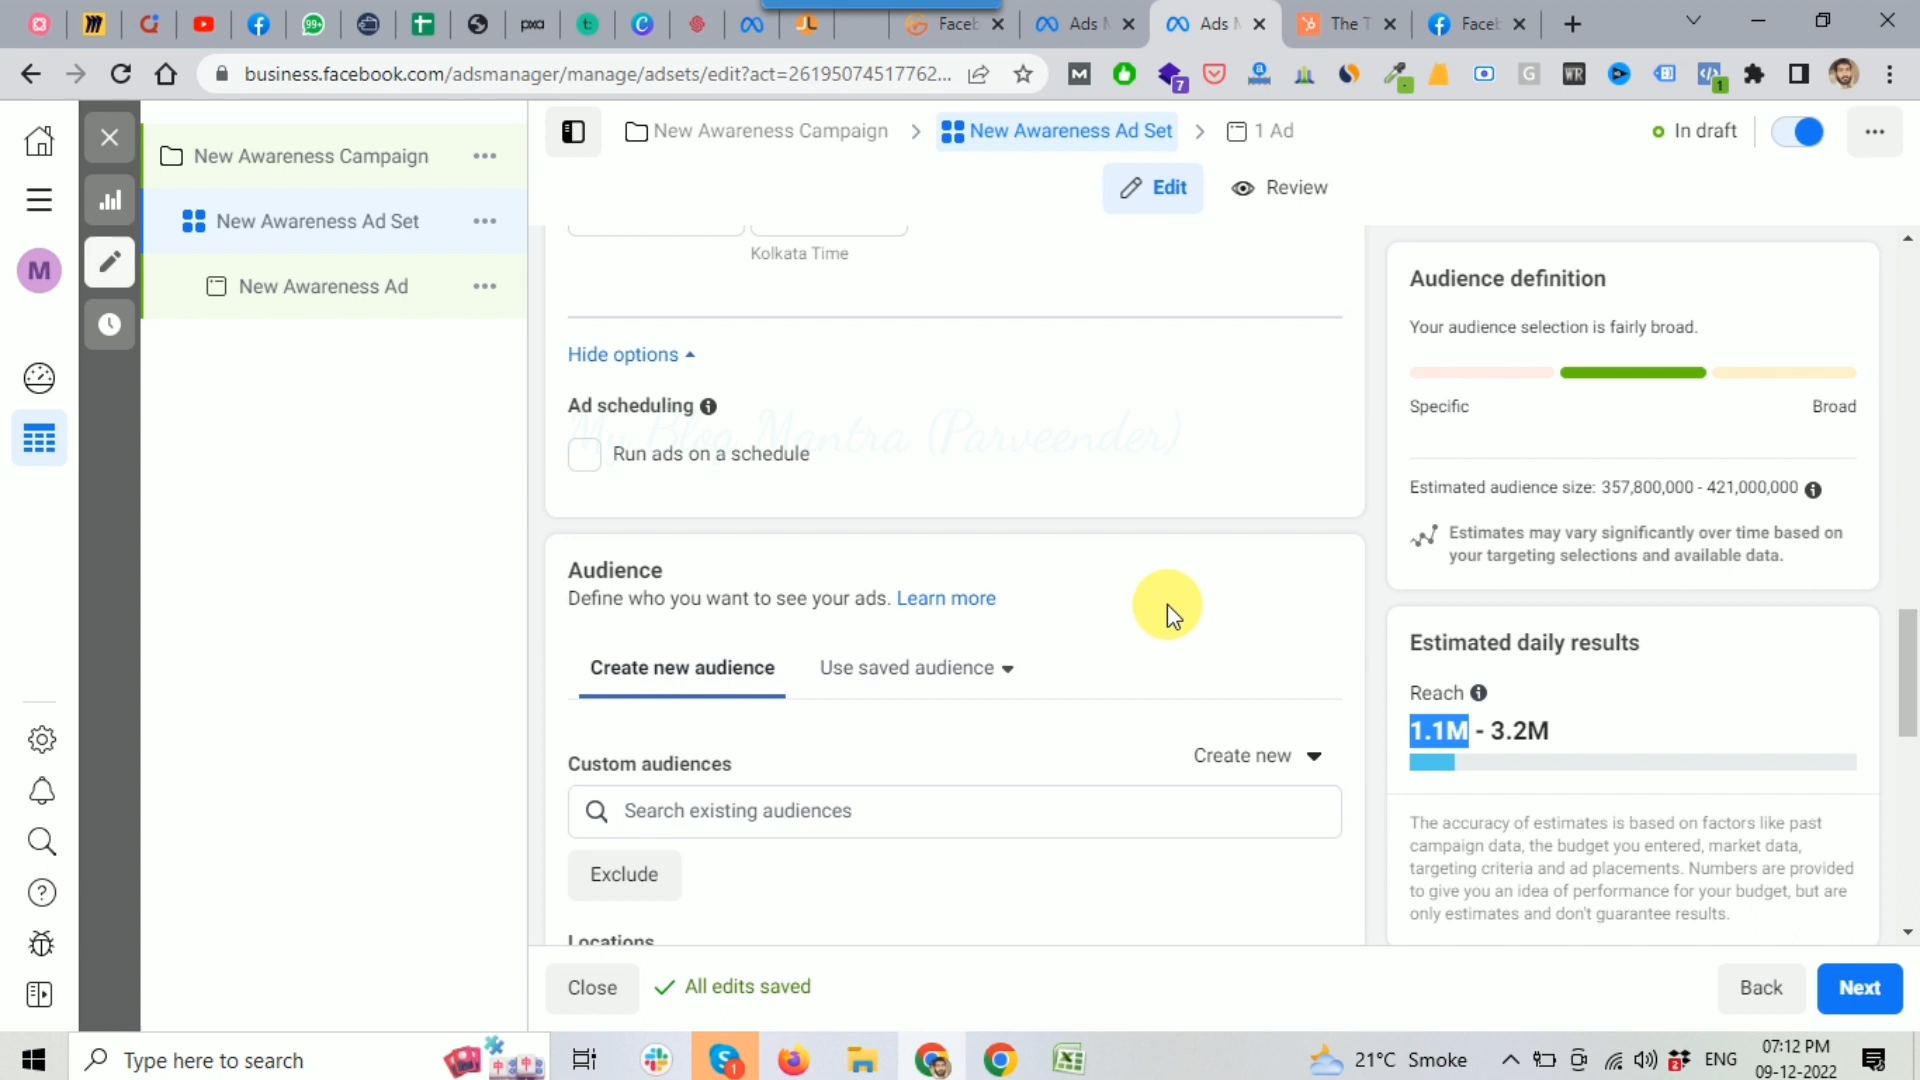 Faceb
Ads M
Ads M
The T
Faceb
business.facebook.com/adsmanager/manage/adsets/edit?act=26195074517762...
New Awareness Campaign
New Awareness Ad Set
New Awareness Ad
M
New Awareness Campaign
New Awareness Ad Set
1 Ad
In draft
Edit
Review
Kolkata Time
Hide options
Ad scheduling
My Blog Mantra (Parveender)
Run ads on a schedule
Audience
Define who you want to see your ads. Learn more
Create new audience
Use saved audience
Custom audiences
Create new
Search existing audiences
Exclude
Locations
Audience definition
Your audience selection is fairly broad.
Specific
Broad
Estimated audience size: 357,800,000 - 421,000,000
Estimates may vary significantly over time based on
your targeting selections and available data.
Estimated daily results
Reach
1.1M - 3.2M
The accuracy of estimates is based on factors like past
campaign data, the budget you entered, market data,
targeting criteria and ad placements. Numbers are provided
to give you an idea of performance for your budget, but are
only estimates and don't guarantee results.
Close
All edits saved
Back
Next
Type here to search
21°C Smoke
ENG
07:12 PM
09-12-2022